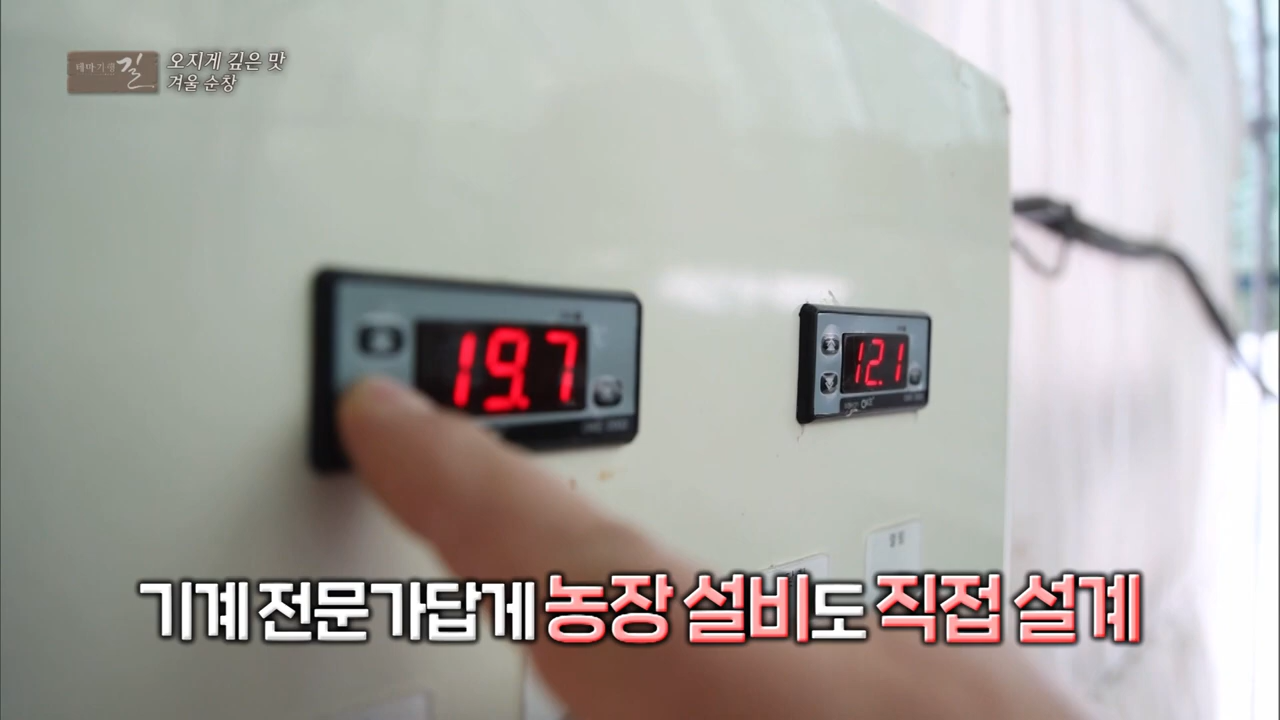 테마기행 길
오지게 깊은 맛
겨울 순창
19.7
12.1
기계 전문가답게 농장 설비도 직접 설계